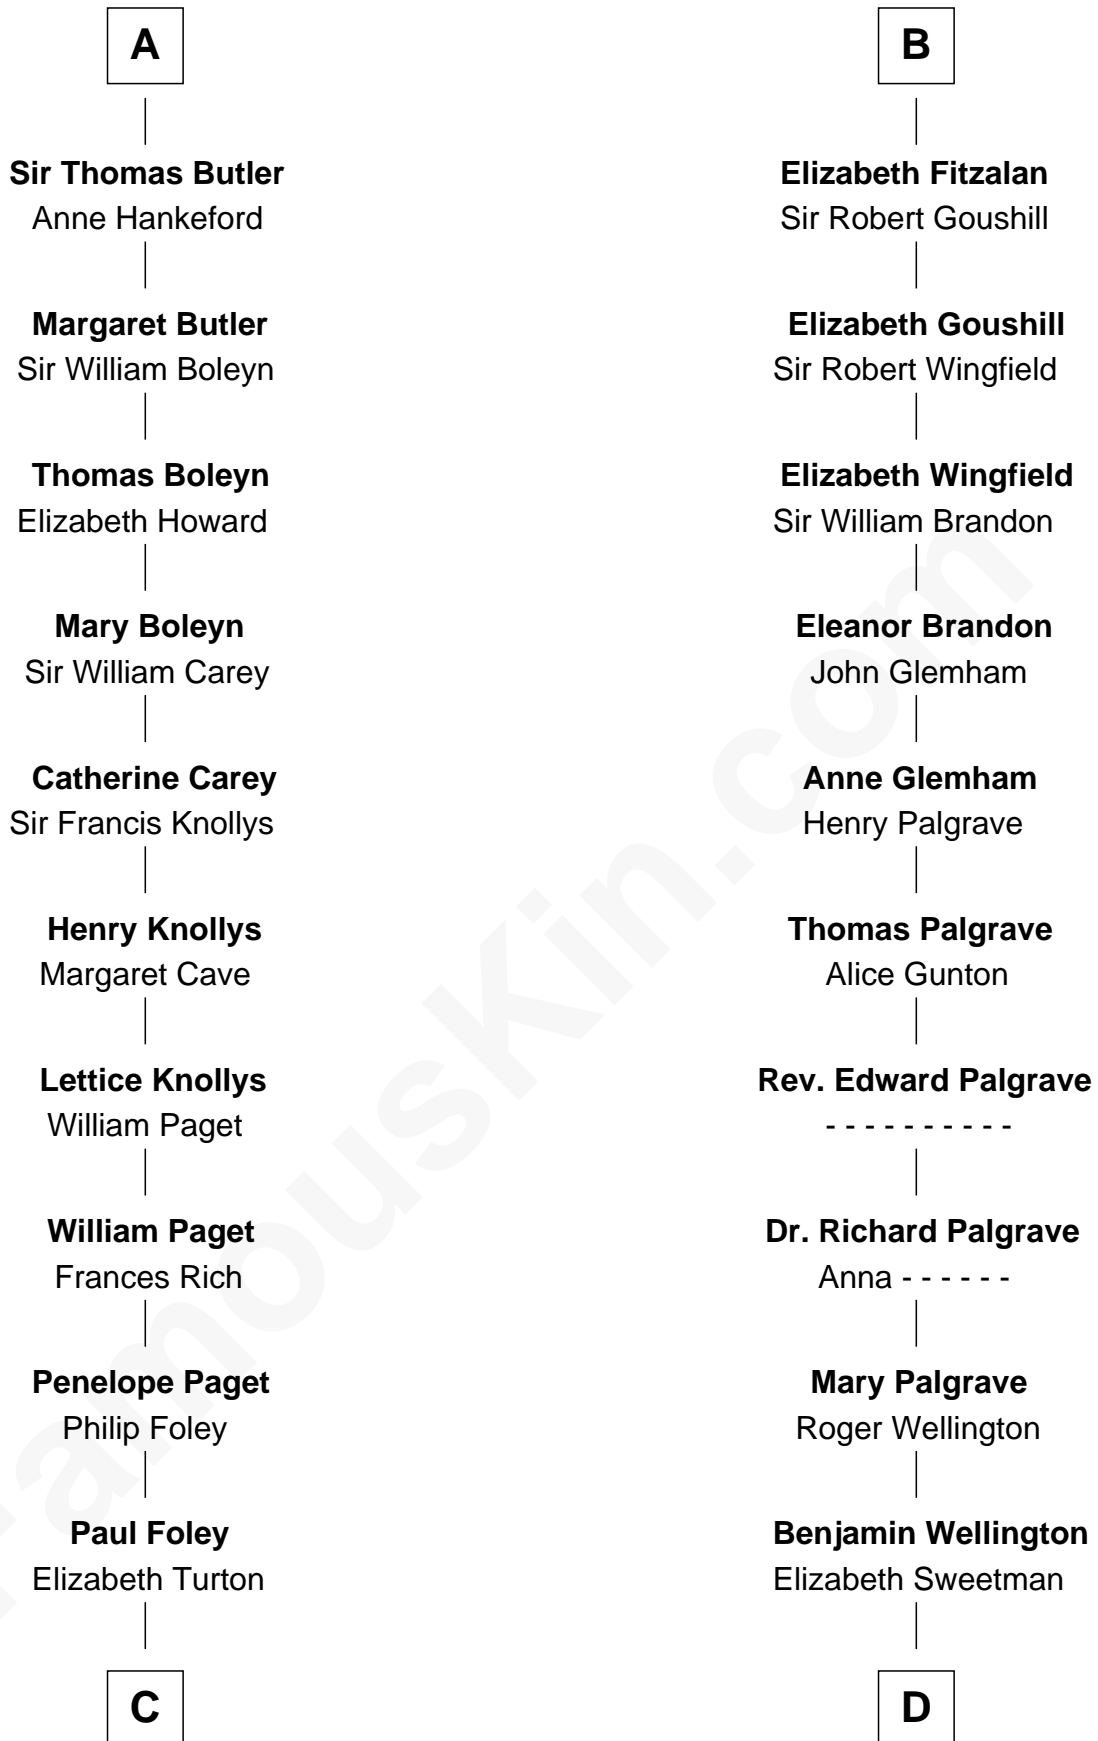 A
Sir Thomas Butler
Anne Hankeford
Margaret Butler
Sir William Boleyn
Thomas Boleyn
Elizabeth Howard
Mary Boleyn
Sir William Carey
Catherine Carey
Sir Francis Knollys
Henry Knollys
Margaret Cave
Lettice Knollys
William Paget
William Paget
Frances Rich
Penelope Paget
Philip Foley
Paul Foley
Elizabeth Turton
C
B
Elizabeth Fitzalan
Sir Robert Goushill
Elizabeth Goushill
Sir Robert Wingfield
Elizabeth Wingfield
Sir William Brandon
Eleanor Brandon
John Glemham
Anne Glemham
Henry Palgrave
Thomas Palgrave
Alice Gunton
Rev. Edward Palgrave
- - - - - - - - - -
Dr. Richard Palgrave
Anna - - - - - -
Mary Palgrave
Roger Wellington
Benjamin Wellington
Elizabeth Sweetman
D
FamousKin.com